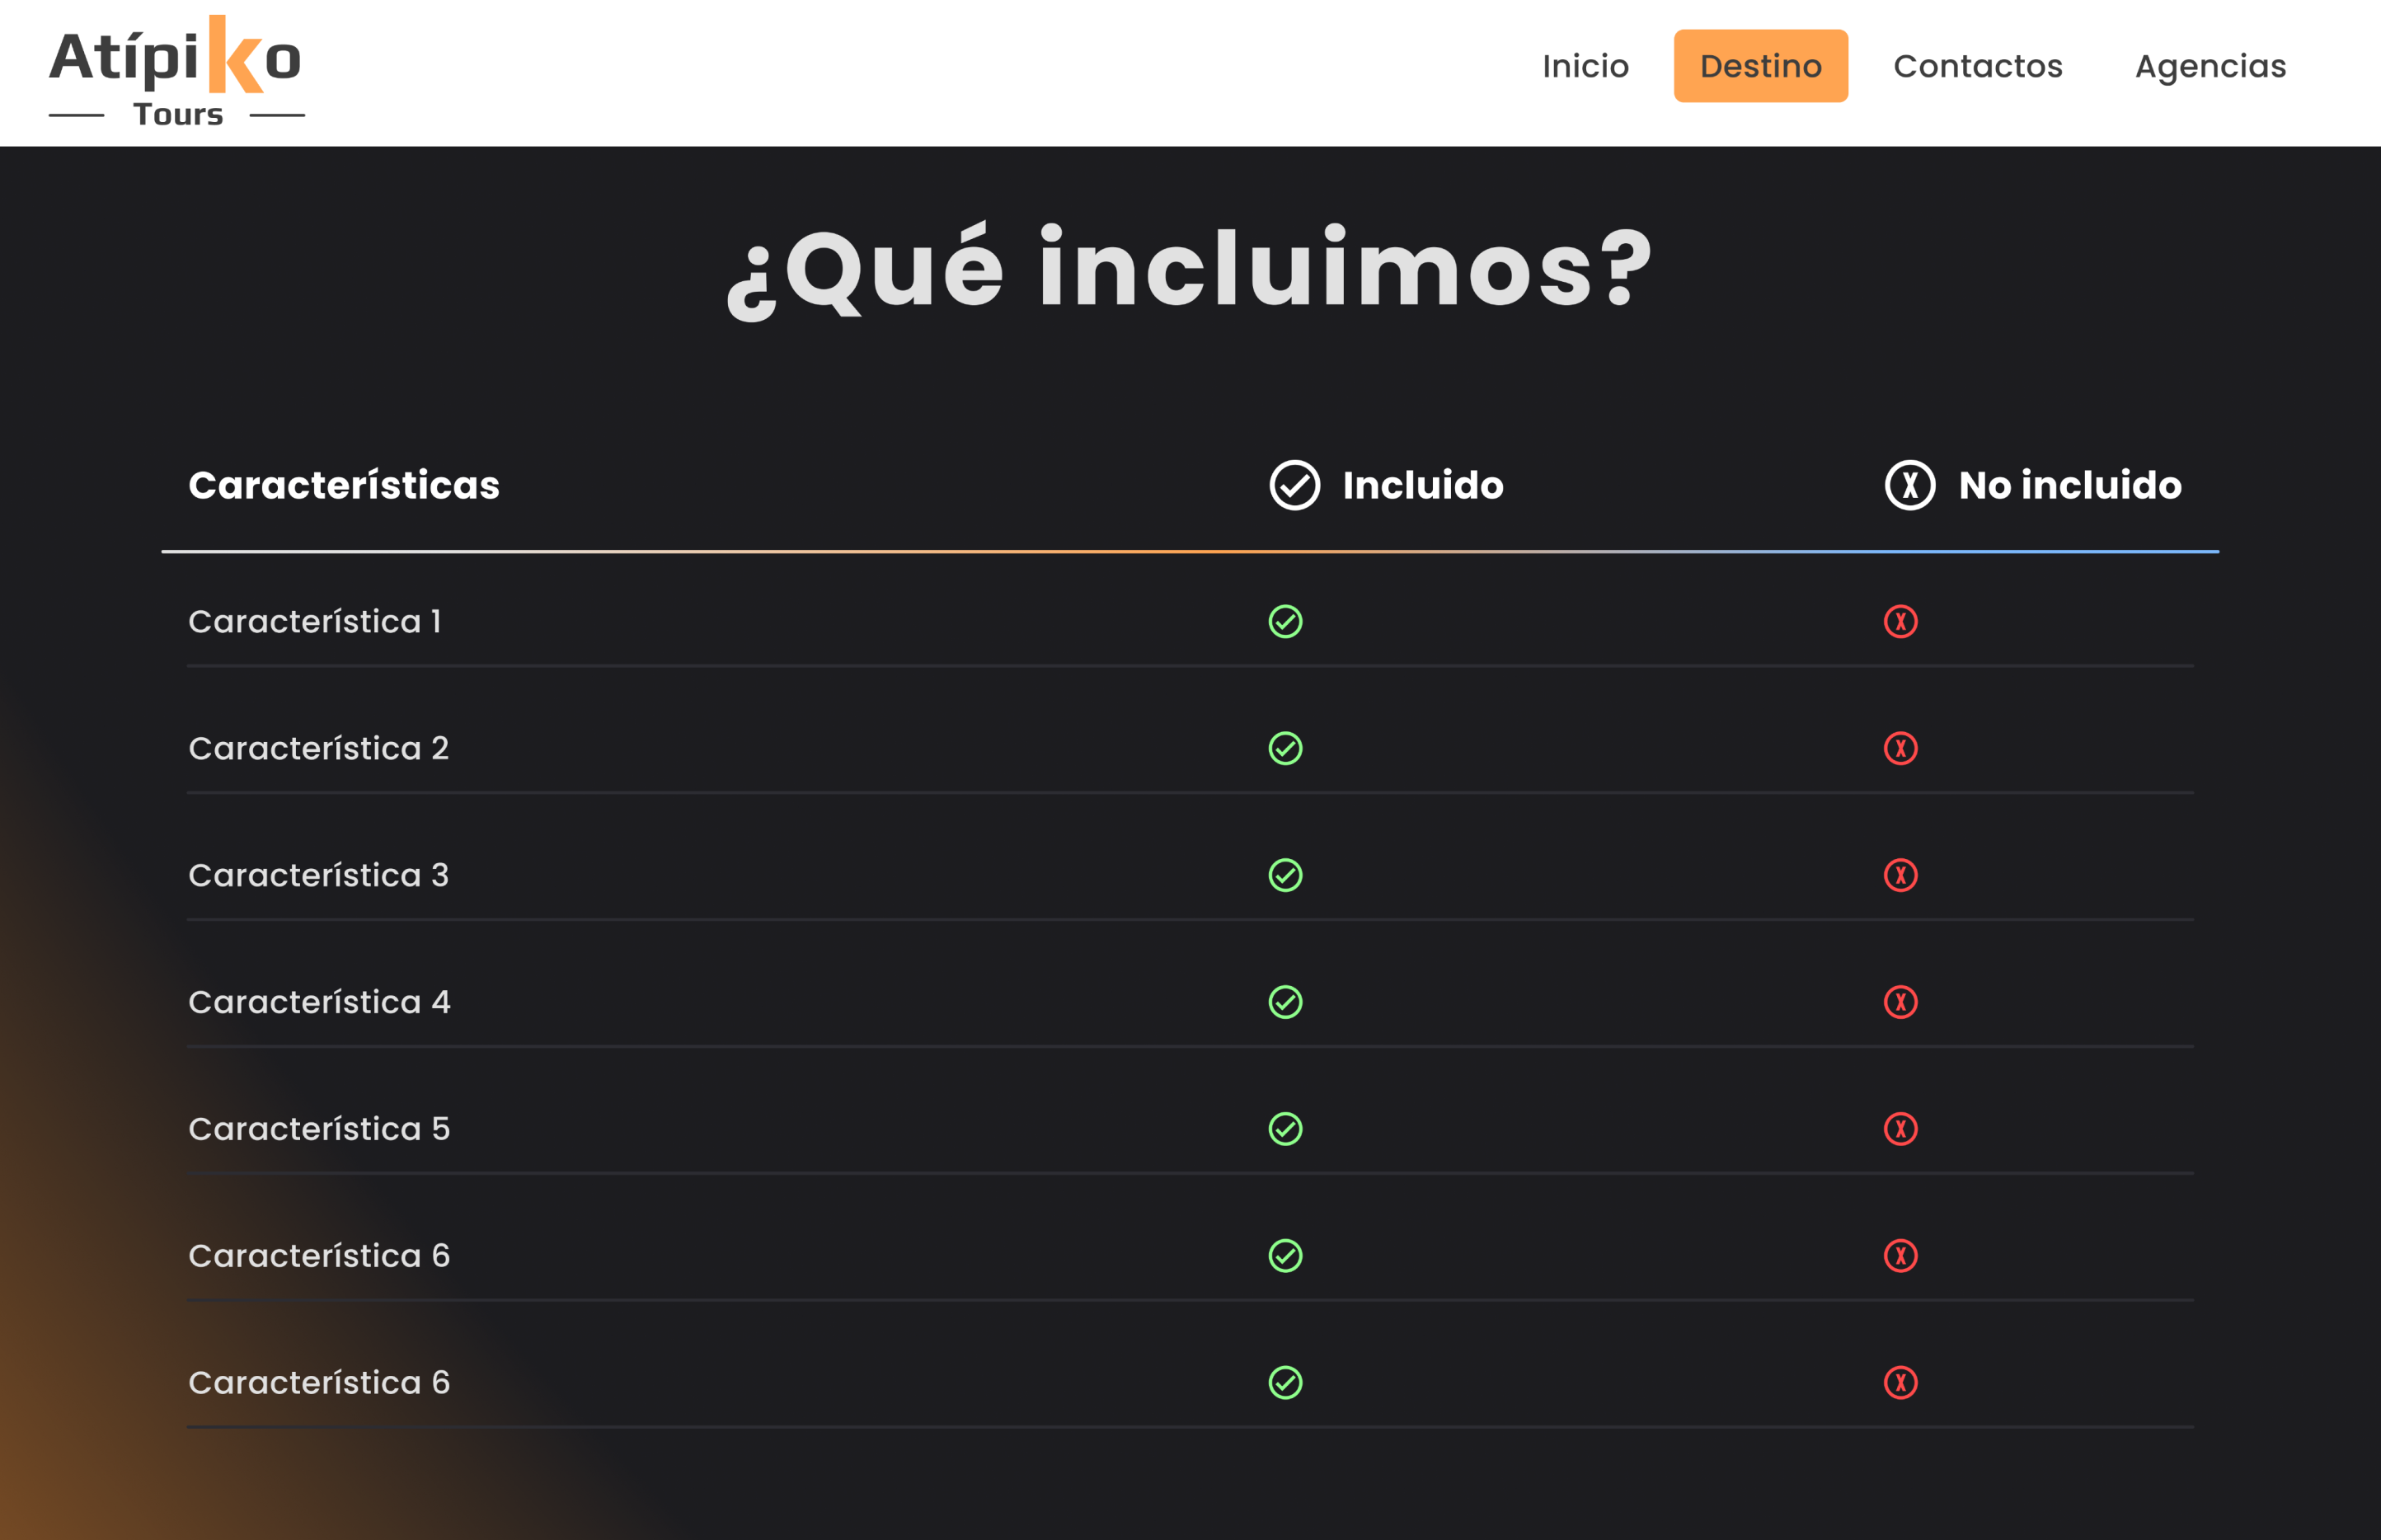 Atípiko
Tours
Inicio Destino Contactos Agencias
¿Qué incluimos?
Características Incluido No incluido
Característica 1
Característica 2
Característica 3
Característica 4
Característica 5
Característica 6
Característica 6